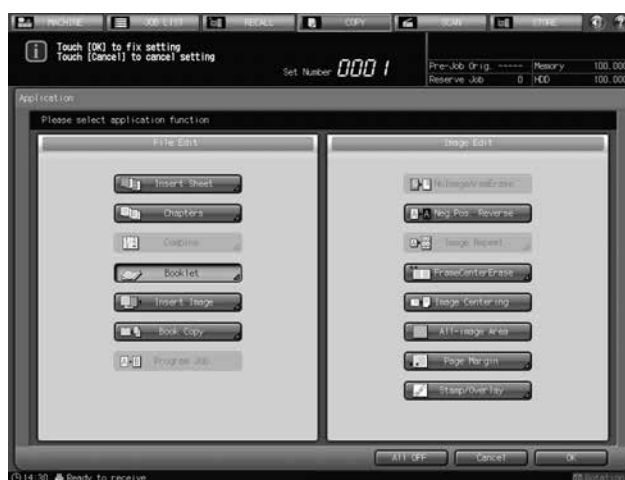 MACHINE JOB LIST RECALL COPY SCAN STORE
Touch [OK] to fix setting
Touch [Cancel] to cancel setting
Set Number 0001
Pre-Job Orig. ----- Memory 100.000
Reserve Job 0 HDD 100.000
Application
Please select application function
File Edit
Insert Sheet
Chapters
Combine
Booklet
Insert Image
Book Copy
Program Job
Image Edit
Neg.Pos. Reverse
Image Repeat
FrameCenterErase
Image Centering
All-image Area
Page Margin
Stamp/Overlay
All OFF Cancel OK
14:30 Ready to receive Rotation